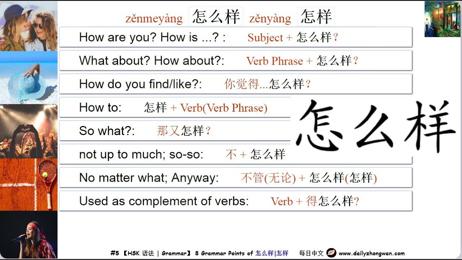 zěnmeyàng 怎么样 zěnyàng 怎样
How are you? How is ...? : Subject + 怎么样?
What about? How about?: Verb Phrase + 怎么样?
How do you find/like?: 你觉得...怎么样?
How to: 怎样 + Verb(Verb Phrase)
So what?: 那又怎样?
怎么样
not up to much; so-so: 不 + 怎么样
No matter what; Anyway: 不管(无论) + 怎么样(怎样)
Used as complement of verbs: Verb + 得怎么样?
#5 【HSK 语法 | Grammar】 8 Grammar Points of 怎么样|怎样 每日中文 www.dailyzhongwen.com